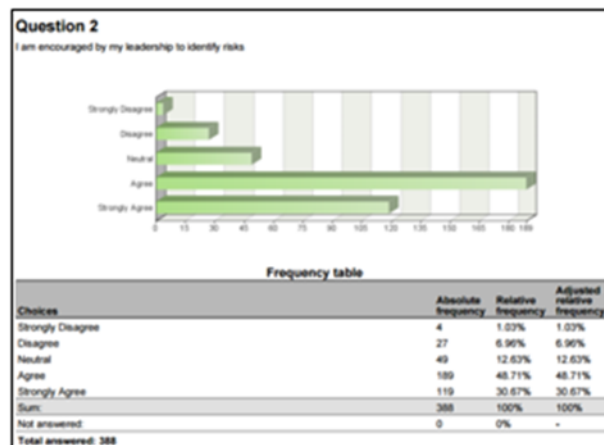 Question 2
I am encouraged by my leadership to identify risks
Strongly Disagree
Disagree
Neutral
Agree
Strongly Agree
0 15 30 45 60 75 90 105 120 135 150 165 180 189
Frequency table
Choices Absolute frequency Relative frequency Adjusted relative frequency
Strongly Disagree 4 1.03% 1.03%
Disagree 27 6.96% 6.96%
Neutral 49 12.63% 12.63%
Agree 189 48.71% 48.71%
Strongly Agree 119 30.67% 30.67%
Sum: 388 100% 100%
Not answered: 0 0% -
Total answered: 388